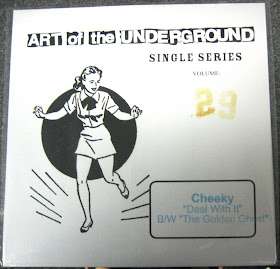 ART of the UNDERGROUND
SINGLE SERIES
VOLUME:
29
Cheeky
"Deal With It"
B/W "The Golden Ghost"